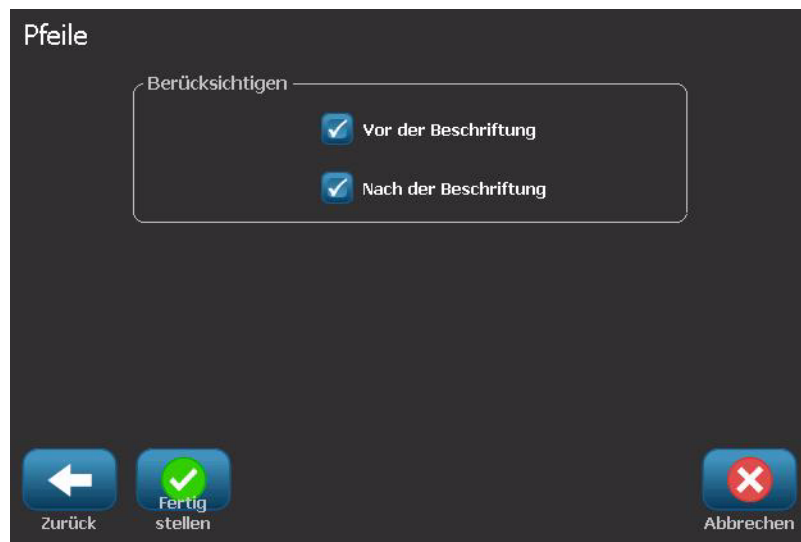 Pfeile
Berücksichtigen
Vor der Beschriftung
Nach der Beschriftung
Zurück
Fertig
stellen
Abbrechen